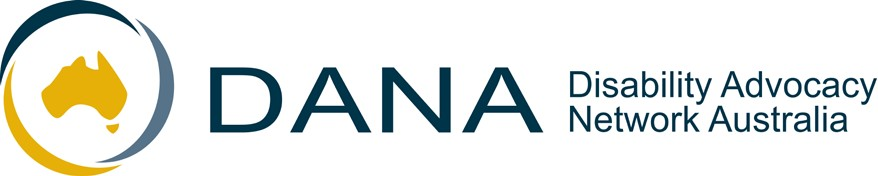 DANA
Disability Advocacy
Network Australia